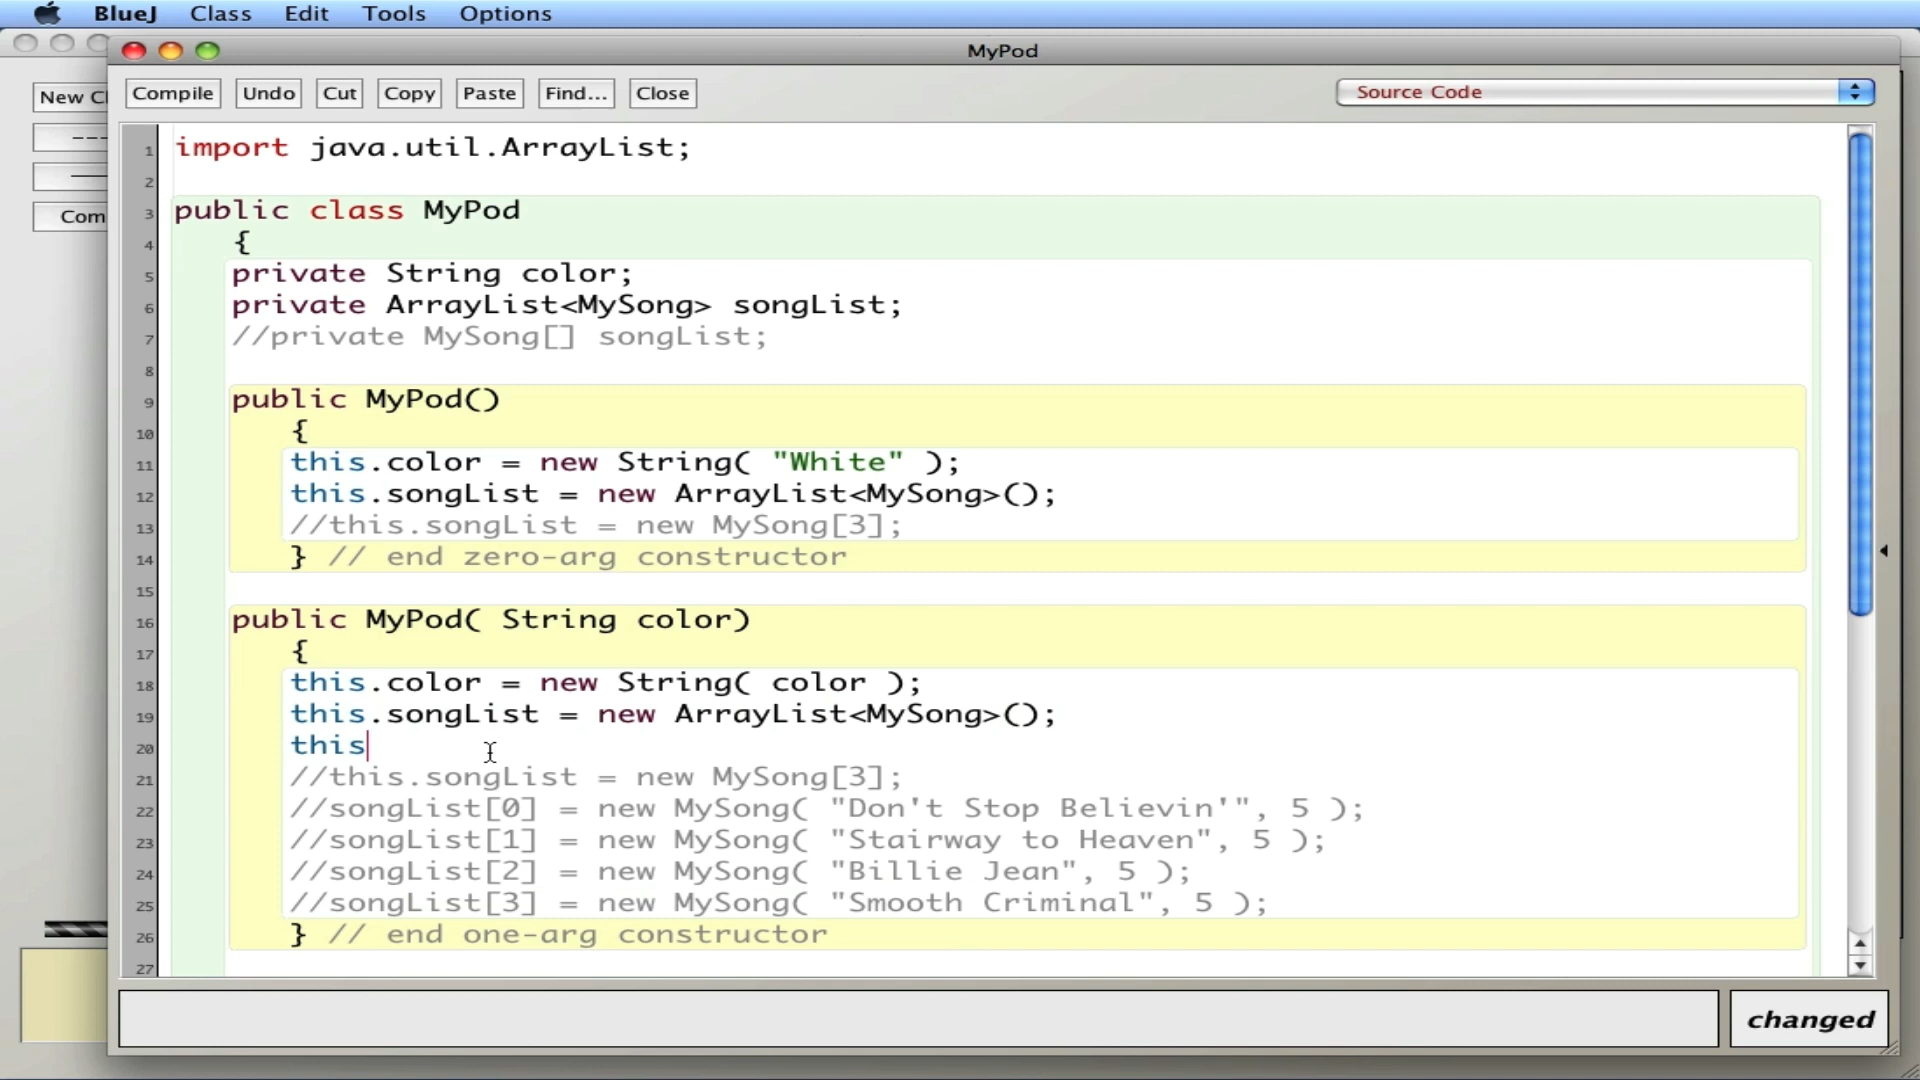 BlueJ Class Edit Tools Options
MyPod
New Cl
Compile Undo Cut Copy Paste Find... Close
Source Code
Com
1 import java.util.ArrayList;
2
3 public class MyPod
4 {
5 private String color;
6 private ArrayList<MySong> songList;
7 //private MySong[] songList;
8
9 public MyPod()
10 {
11 this.color = new String( "White" );
12 this.songList = new ArrayList<MySong>();
13 //this.songList = new MySong[3];
14 } // end zero-arg constructor
15
16 public MyPod( String color)
17 {
18 this.color = new String( color );
19 this.songList = new ArrayList<MySong>();
20 this
21 //this.songList = new MySong[3];
22 //songList[0] = new MySong( "Don't Stop Believin'", 5 );
23 //songList[1] = new MySong( "Stairway to Heaven", 5 );
24 //songList[2] = new MySong( "Billie Jean", 5 );
25 //songList[3] = new MySong( "Smooth Criminal", 5 );
26 } // end one-arg constructor
27
changed